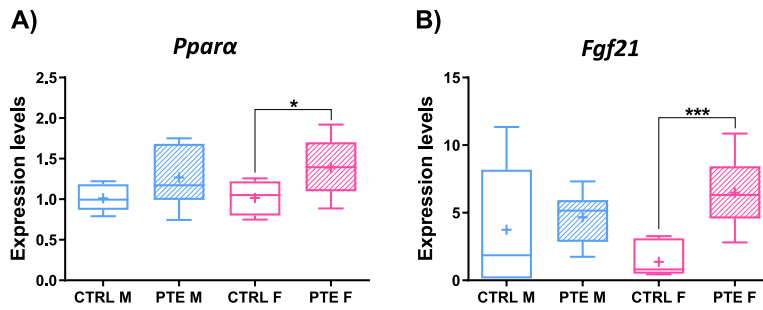 A)
Pparα
Expression levels
2.5
2.0
1.5
1.0
0.5
0.0
*
CTRL M
PTE M
CTRL F
PTE F
B)
Fgf21
Expression levels
15
10
5
0
***
CTRL M
PTE M
CTRL F
PTE F